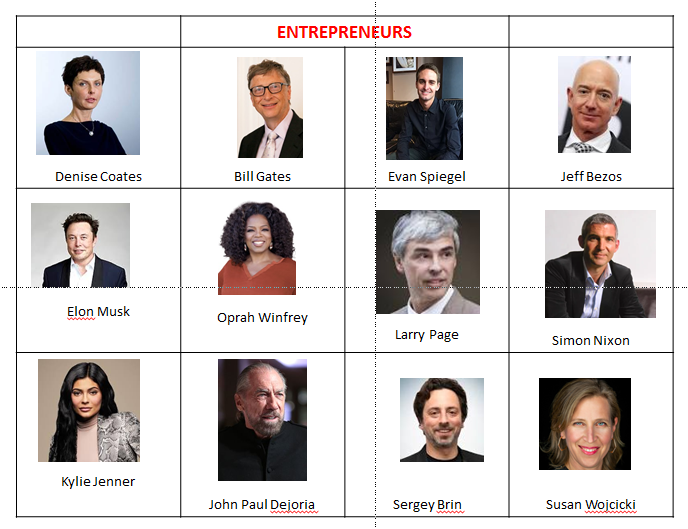 ENTREPRENEURS
Denise Coates
Bill Gates
Evan Spiegel
Jeff Bezos
Elon Musk
Oprah Winfrey
Larry Page
Simon Nixon
Kylie Jenner
John Paul Dejoria
Sergey Brin
Susan Wojcicki